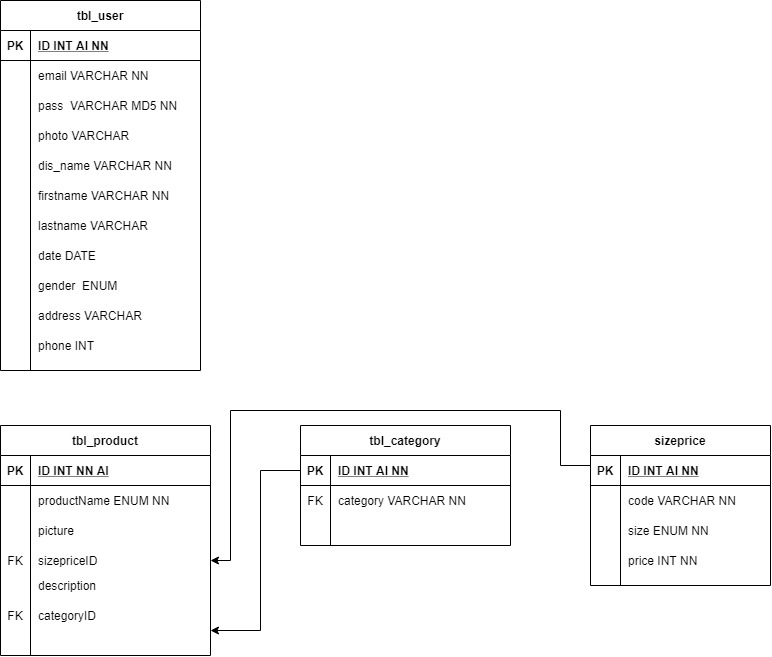 tbl_user
PK ID INT AI NN
email VARCHAR NN
pass VARCHAR MD5 NN
photo VARCHAR
dis_name VARCHAR NN
firstname VARCHAR NN
lastname VARCHAR
date DATE
gender ENUM
address VARCHAR
phone INT
tbl_product
PK ID INT NN AI
productName ENUM NN
picture
FK sizepriceID
description
FK categoryID
tbl_category
PK ID INT AI NN
FK category VARCHAR NN
sizeprice
PK ID INT AI NN
code VARCHAR NN
size ENUM NN
price INT NN